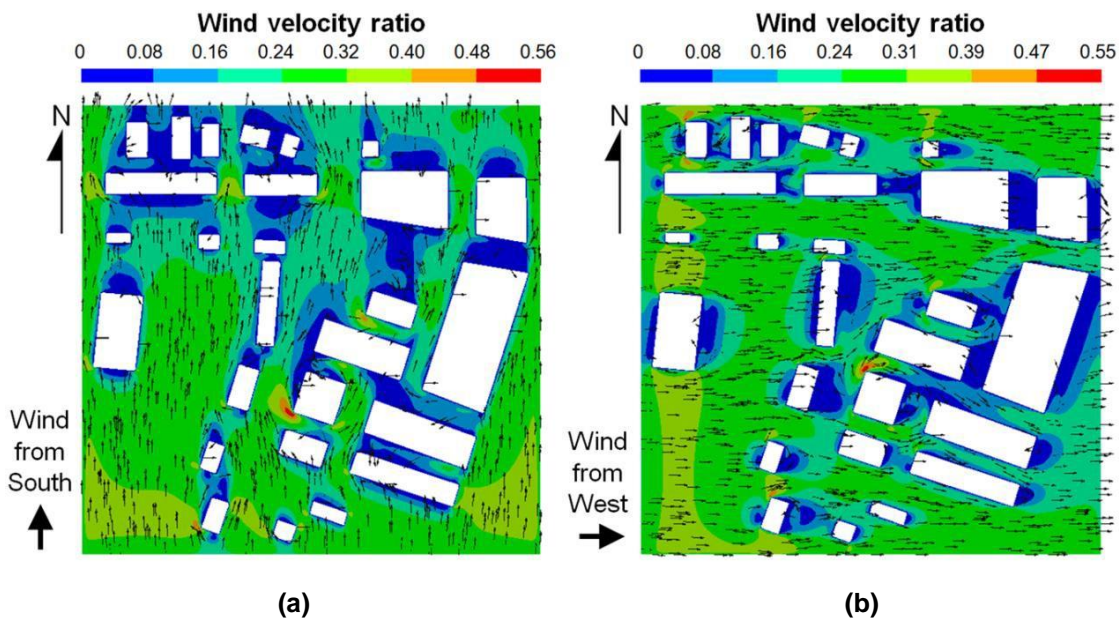 Wind velocity ratio
0 0.08 0.16 0.24 0.32 0.40 0.48 0.56
N
Wind
from
South
(a)
Wind velocity ratio
0 0.08 0.16 0.24 0.31 0.39 0.47 0.55
N
Wind
from
West
(b)